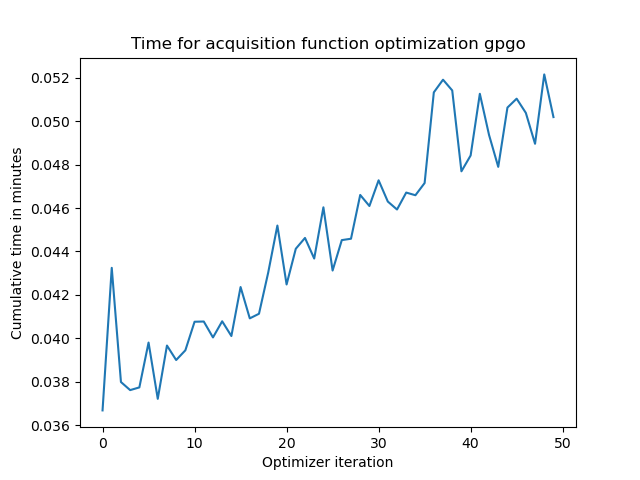 Time for acquisition function optimization gpgo
Cumulative time in minutes
0.052
0.050
0.048
0.046
0.044
0.042
0.040
0.038
0.036
0 10 20 30 40 50
Optimizer iteration